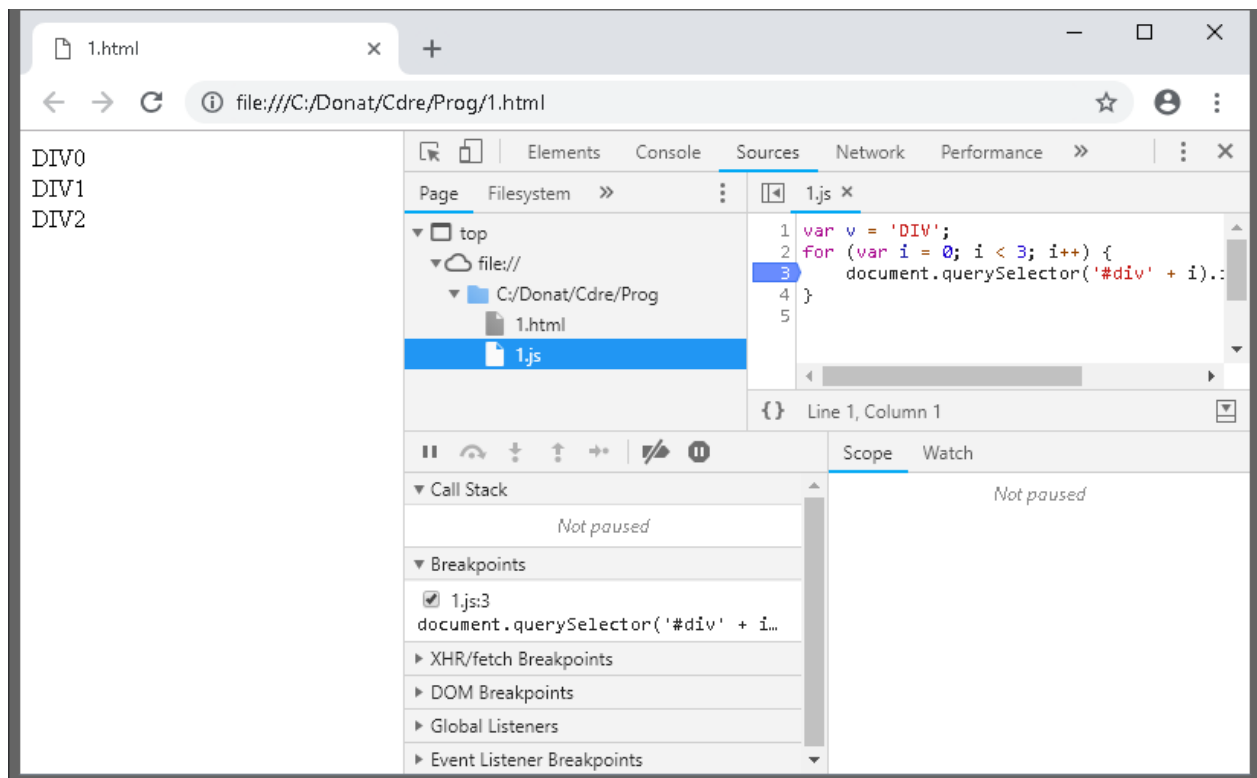 1.html
file:///C:/Donat/Cdre/Prog/1.html
DIV0
DIV1
DIV2
Elements Console Sources Network Performance »
Page Filesystem »
top
file://
C:/Donat/Cdre/Prog
1.html
1.js
1.js ×
1 var v = 'DIV';
2 for (var i = 0; i < 3; i++) {
3 document.querySelector('#div' + i).
4 }
5
{} Line 1, Column 1
Call Stack
Not paused
Breakpoints
1.js:3
document.querySelector('#div' + i…
XHR/fetch Breakpoints
DOM Breakpoints
Global Listeners
Event Listener Breakpoints
Scope Watch
Not paused